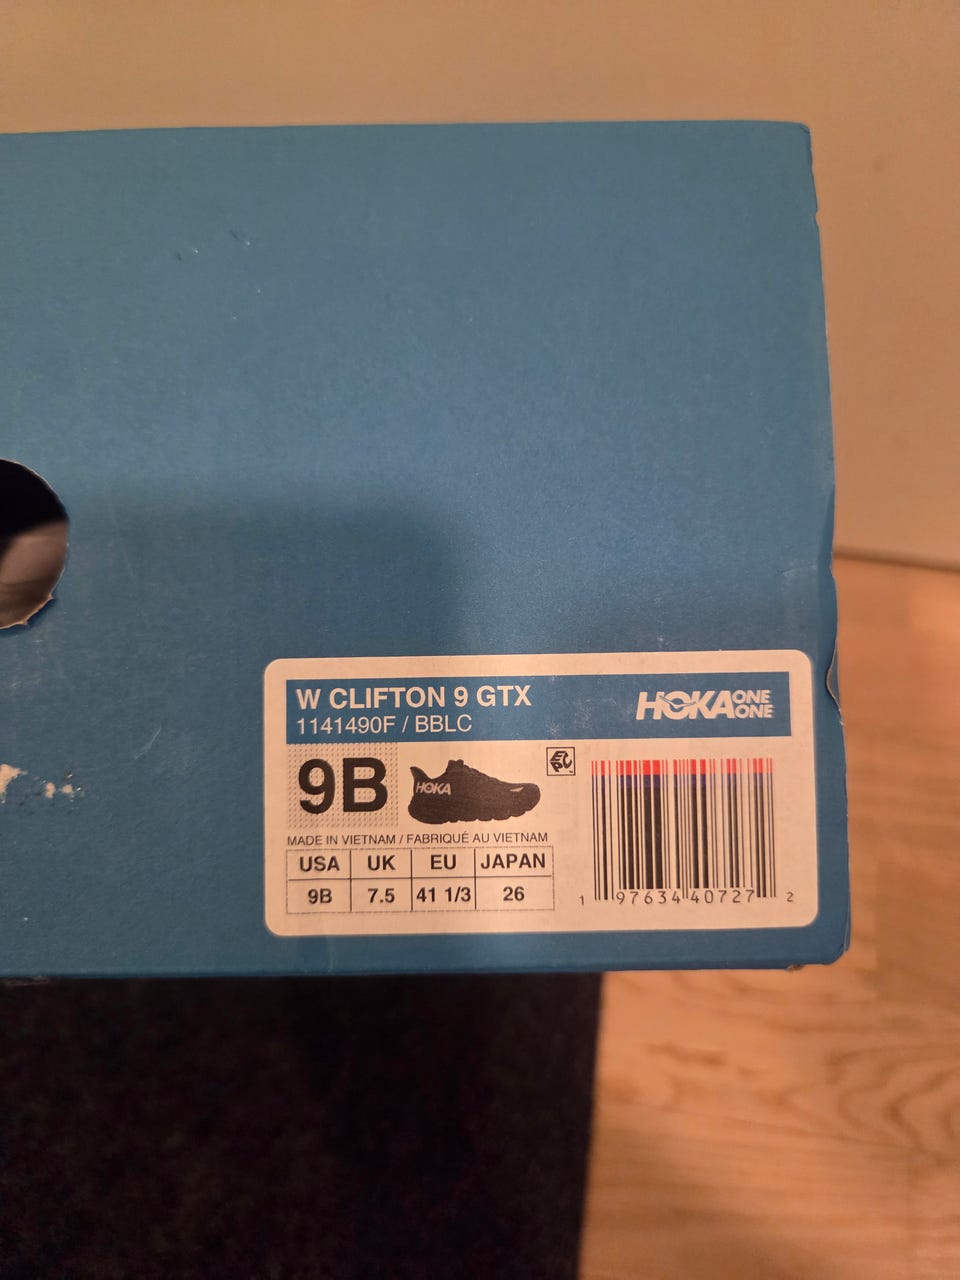 W CLIFTON 9 GTX
1141490F / BBLC
HOKA ONE ONE
9B
HOKA
EPC
MADE IN VIETNAM / FABRIQUÉ AU VIETNAM
USA UK EU JAPAN
9B 7.5 41 1/3 26
1 97634 40727 2